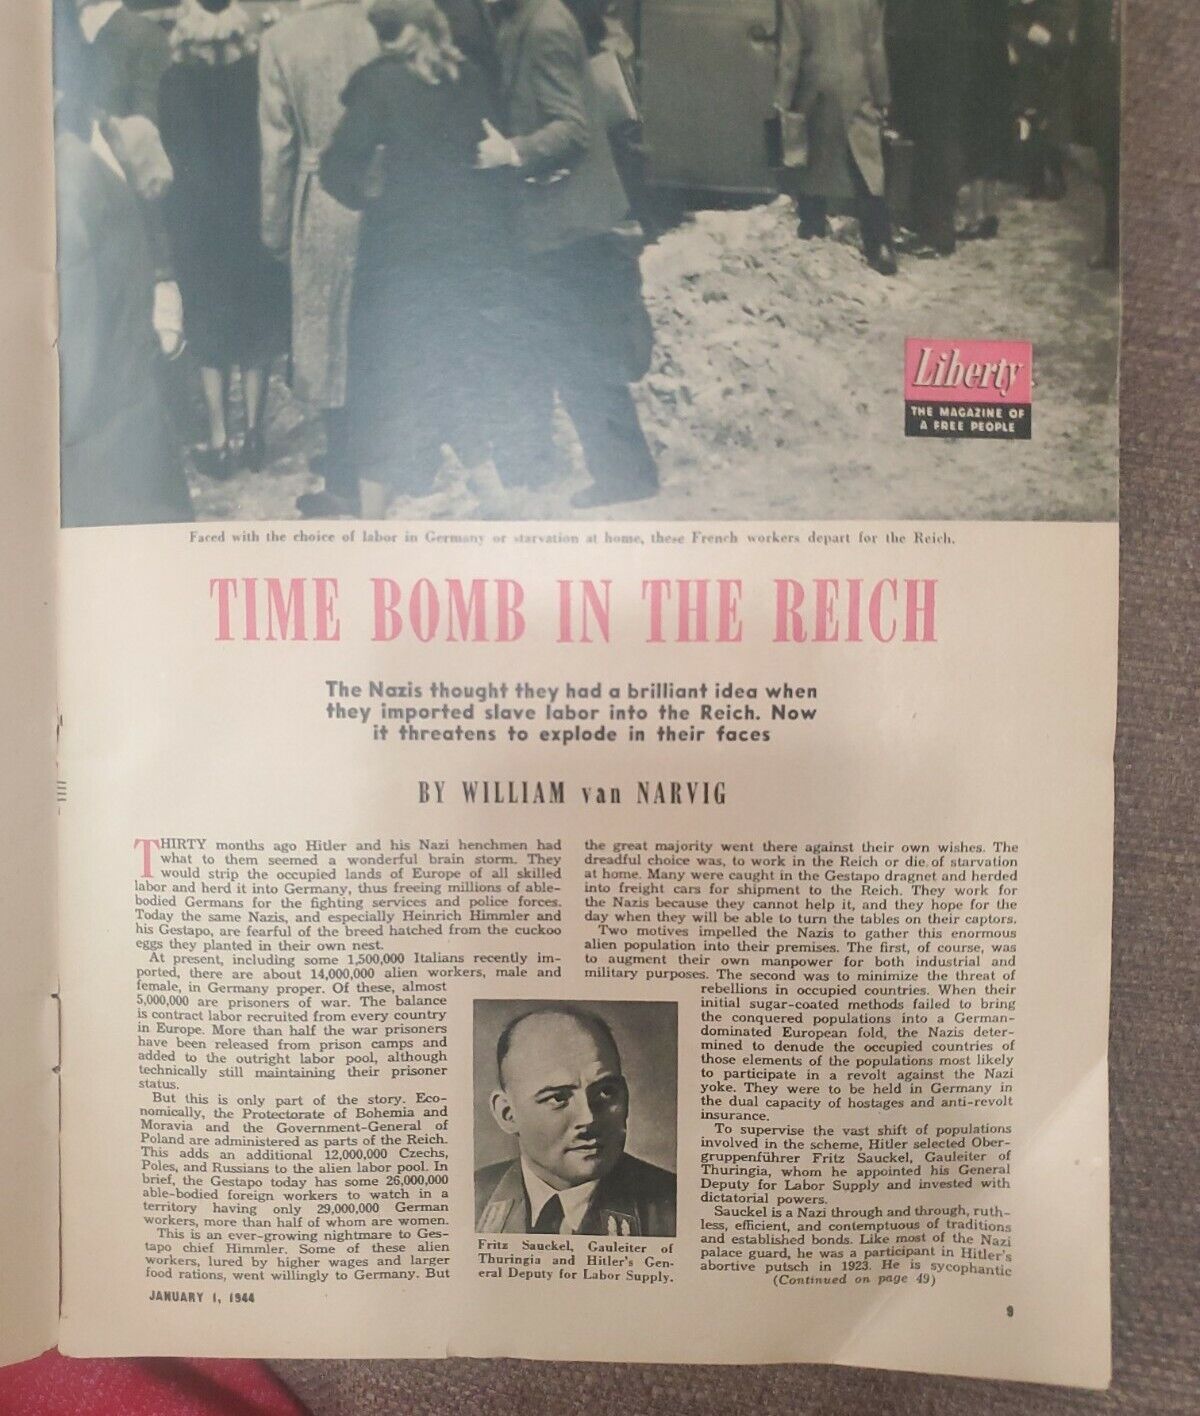 Liberty
THE MAGAZINE OF
A FREE PEOPLE
Faced with the choice of labor in Germany or starvation at home, these French workers depart for the Reich.
TIME BOMB IN THE REICH
The Nazis thought they had a brilliant idea when
they imported slave labor into the Reich. Now
it threatens to explode in their faces
BY WILLIAM van NARVIG
THIRTY months ago Hitler and his Nazi henchmen had
what to them seemed a wonderful brain storm. They
would strip the occupied lands of Europe of all skilled
labor and herd it into Germany, thus freeing millions of able-
bodied Germans for the fighting services and police forces.
Today the same Nazis, and especially Heinrich Himmler and
his Gestapo, are fearful of the breed hatched from the cuckoo
eggs they planted in their own nest.
At present, including some 1,500,000 Italians recently im-
ported, there are about 14,000,000 alien workers, male and
female, in Germany proper. Of these, almost
5,000,000 are prisoners of war. The balance
is contract labor recruited from every country
in Europe. More than half the war prisoners
have been released from prison camps and
added to the outright labor pool, although
technically still maintaining their prisoner
status.
But this is only part of the story. Eco-
nomically, the Protectorate of Bohemia and
Moravia and the Government-General of
Poland are administered as parts of the Reich.
This adds an additional 12,000,000 Czechs,
Poles, and Russians to the alien labor pool. In
brief, the Gestapo today has some 26,000,000
able-bodied foreign workers to watch in a
territory having only 29,000,000 German
workers, more than half of whom are women.
This is an ever-growing nightmare to Ges-
tapo chief Himmler. Some of these alien
workers, lured by higher wages and larger
food rations, went willingly to Germany. But
the great majority went there against their own wishes. The
dreadful choice was, to work in the Reich or die of starvation
at home. Many were caught in the Gestapo dragnet and herded
into freight cars for shipment to the Reich. They work for
the Nazis because they cannot help it, and they hope for the
day when they will be able to turn the tables on their captors.
Two motives impelled the Nazis to gather this enormous
alien population into their premises. The first, of course, was
to augment their own manpower for both industrial and
military purposes. The second was to minimize the threat of
rebellions in occupied countries. When their
initial sugar-coated methods failed to bring
the conquered populations into a German-
dominated European fold, the Nazis deter-
mined to denude the occupied countries of
those elements of the populations most likely
to participate in a revolt against the Nazi
yoke. They were to be held in Germany in
the dual capacity of hostages and anti-revolt
insurance.
To supervise the vast shift of populations
involved in the scheme, Hitler selected Ober-
gruppenführer Fritz Sauckel, Gauleiter of
Thuringia, whom he appointed his General
Deputy for Labor Supply and invested with
dictatorial powers.
Sauckel is a Nazi through and through, ruth-
less, efficient, and contemptuous of traditions
and established bonds. Like most of the Nazi
palace guard, he was a participant in Hitler's
abortive putsch in 1923. He is sycophantic
(Continued on page 49)
Fritz Sauckel, Gauleiter of
Thuringia and Hitler's Gen-
eral Deputy for Labor Supply.
JANUARY 1, 1944
9